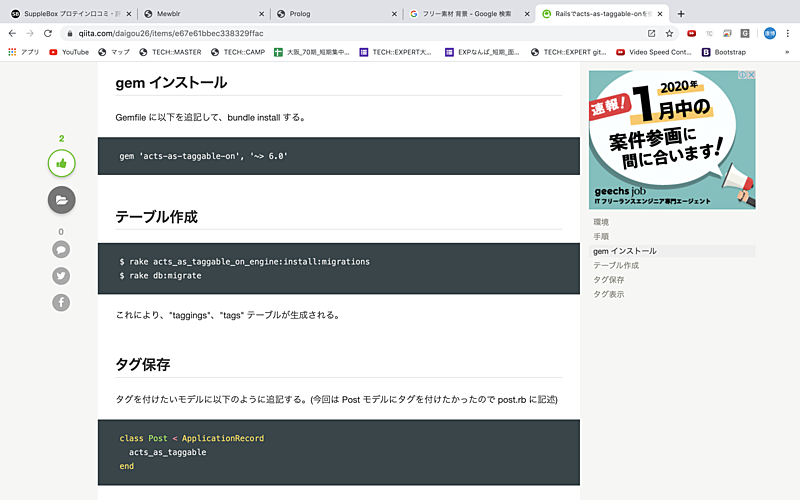 SuppleBox プロテイン口コミ・評
Mewblr
Prolog
フリー素材 背景 - Google 検索
Railsでacts-as-taggable-onを使
qiita.com/daigou26/items/e67e61bbec338329ffac
アプリ
YouTube
マップ
TECH::MASTER
TECH::CAMP
大阪_70期_短期集中...
TECH::EXPERT大...
EXPなんば_短期_面...
TECH::EXPERT git...
Video Speed Cont...
Bootstrap
gem インストール
Gemfile に以下を追記して、bundle install する。
gem 'acts-as-taggable-on', '~> 6.0'
2
0
テーブル作成
$ rake acts_as_taggable_on_engine:install:migrations
$ rake db:migrate
これにより、"taggings"、"tags" テーブルが生成される。
タグ保存
タグを付けたいモデルに以下のように追記する。(今回は Post モデルにタグを付けたかったので post.rb に記述)
class Post < ApplicationRecord
acts_as_taggable
end
速報!
2020年
1月中の
案件参画に
間に合います!
geechs job
IT フリーランスエンジニア専門エージェント
環境
手順
gem インストール
テーブル作成
タグ保存
タグ表示